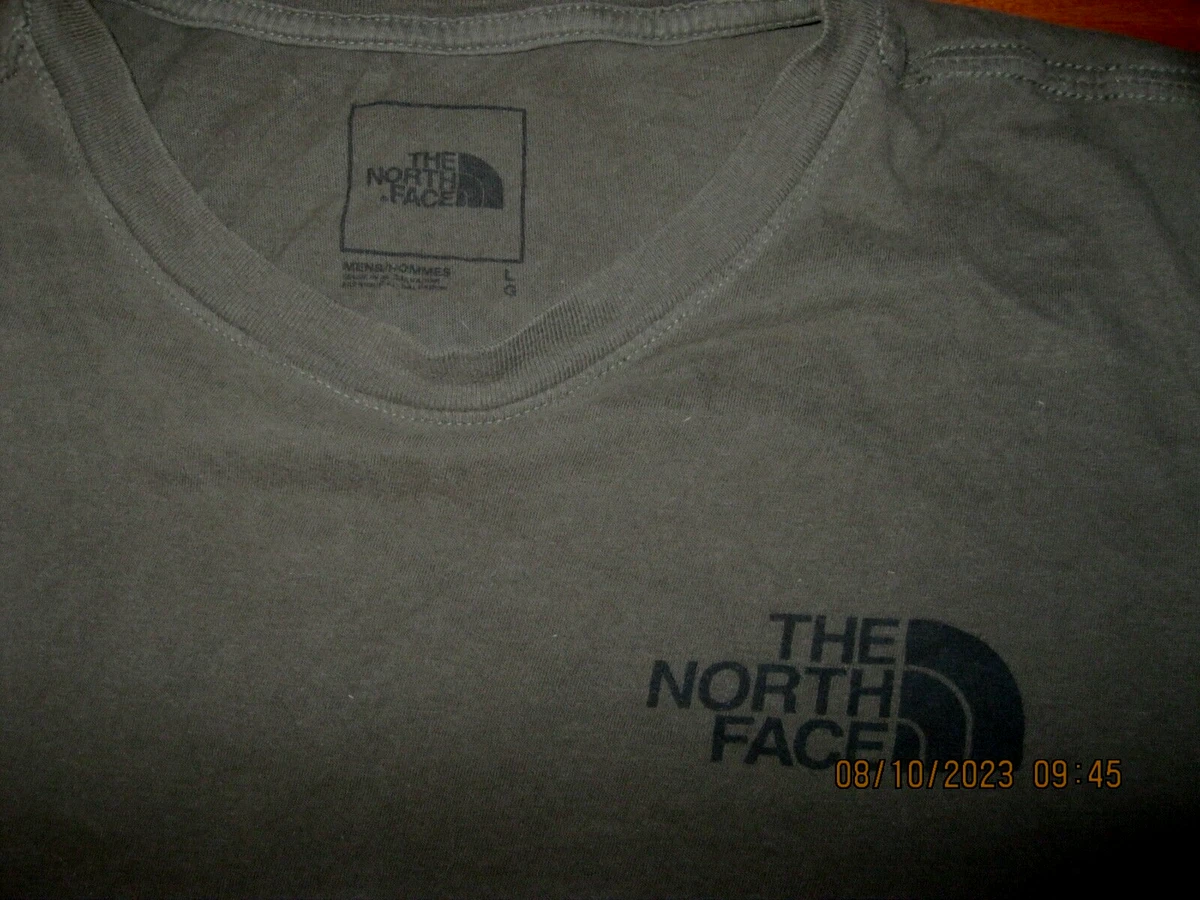 THE
NORTH
FACE
MENS/HOMMES
L
G
THE
NORTH
FACE
08/10/2023 09:45